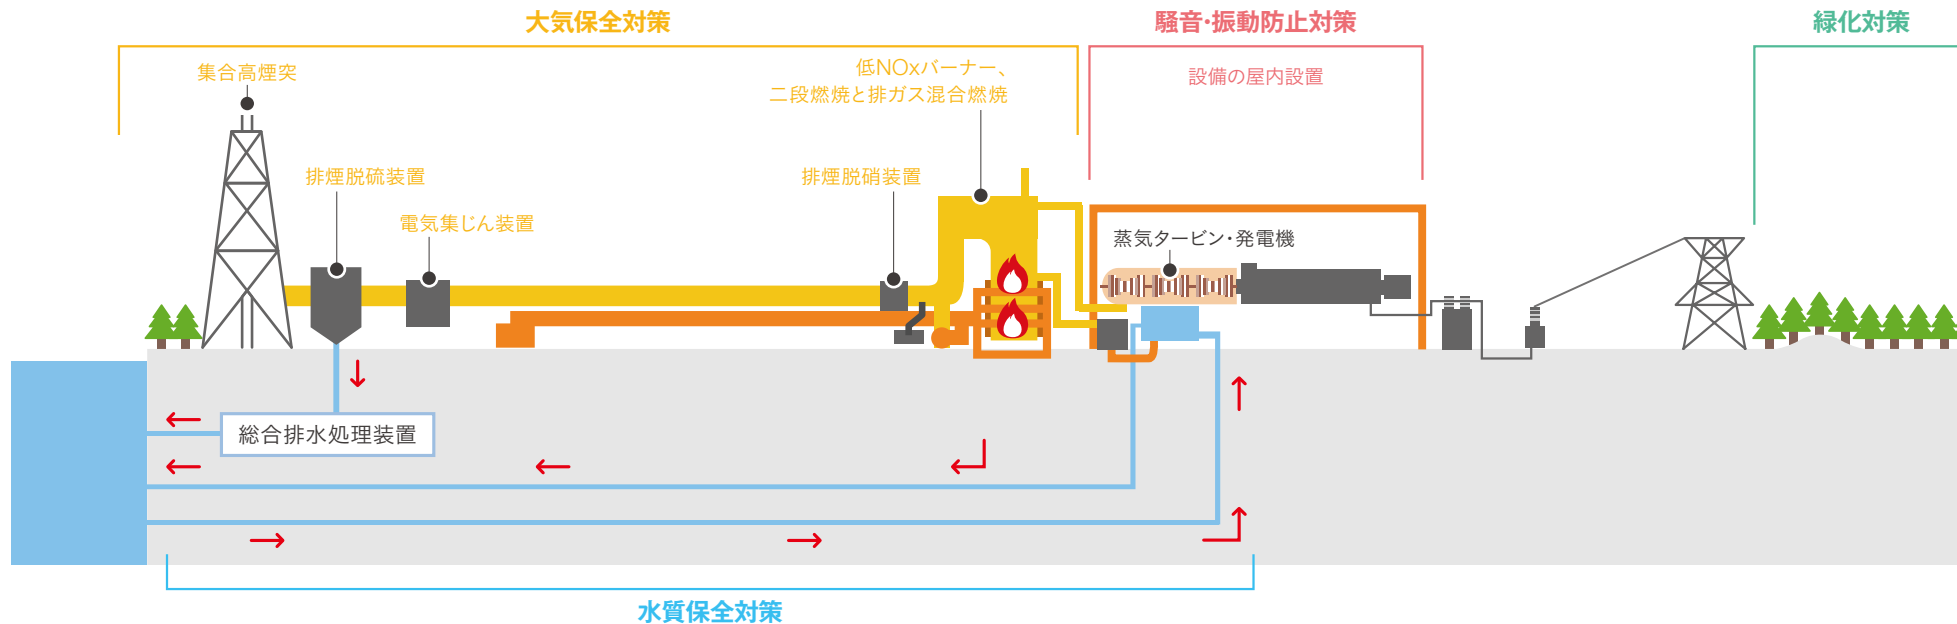 大気保全対策
騒音・振動防止対策
緑化対策
集合高煙突
低NOxバーナー、
二段燃焼と排ガス混合燃焼
設備の屋内設置
排煙脱硫装置
排煙脱硝装置
電気集じん装置
蒸気タービン・発電機
総合排水処理装置
水質保全対策